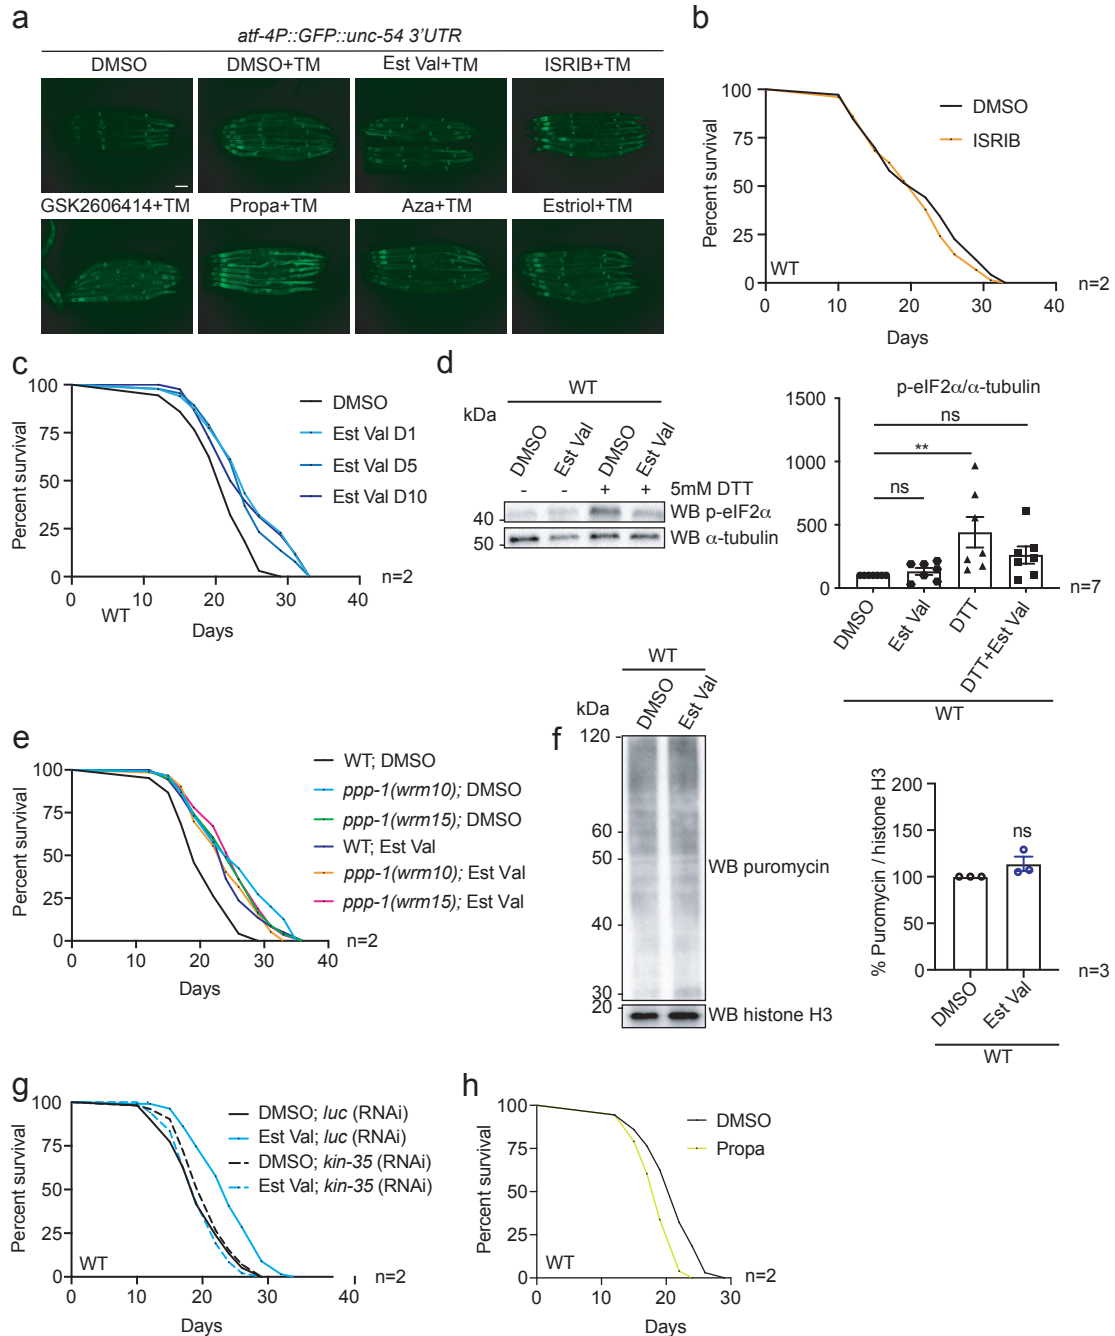 a
atf-4P::GFP::unc-54 3'UTR
DMSO DMSO+TM Est Val+TM ISRIB+TM
GSK2606414+TM Propa+TM Aza+TM Estriol+TM
b
Percent survival
100
75
50
25
0
0 10 20 30 40
Days
WT
DMSO
ISRIB
n=2
c
Percent survival
100
75
50
25
0
0 10 20 30 40
WT
Days
DMSO
Est Val D1
Est Val D5
Est Val D10
n=2
d
WT
kDa
DMSO Est Val DMSO Est Val
- - + + 5mM DTT
40 WB p-eIF2α
50 WB α-tubulin
p-eIF2α/α-tubulin
1500
1000
500
0
ns
**
ns
DMSO Est Val DTT DTT+Est Val
n=7
WT
e
Percent survival
100
75
50
25
0
0 10 20 30 40
Days
WT; DMSO
ppp-1(wrm10); DMSO
ppp-1(wrm15); DMSO
WT; Est Val
ppp-1(wrm10); Est Val
ppp-1(wrm15); Est Val
n=2
f
WT
DMSO Est Val
kDa
120
60
50
40
30
20
WB puromycin
WB histone H3
% Puromycin / histone H3
200
150
100
50
0
ns
DMSO Est Val
n=3
WT
g
Percent survival
100
75
50
25
0
0 10 20 30 40
WT
Days
DMSO; luc (RNAi)
Est Val; luc (RNAi)
DMSO; kin-35 (RNAi)
Est Val; kin-35 (RNAi)
n=2
h
Percent survival
100
75
50
25
0
0 10 20 30
WT
Days
DMSO
Propa
n=2